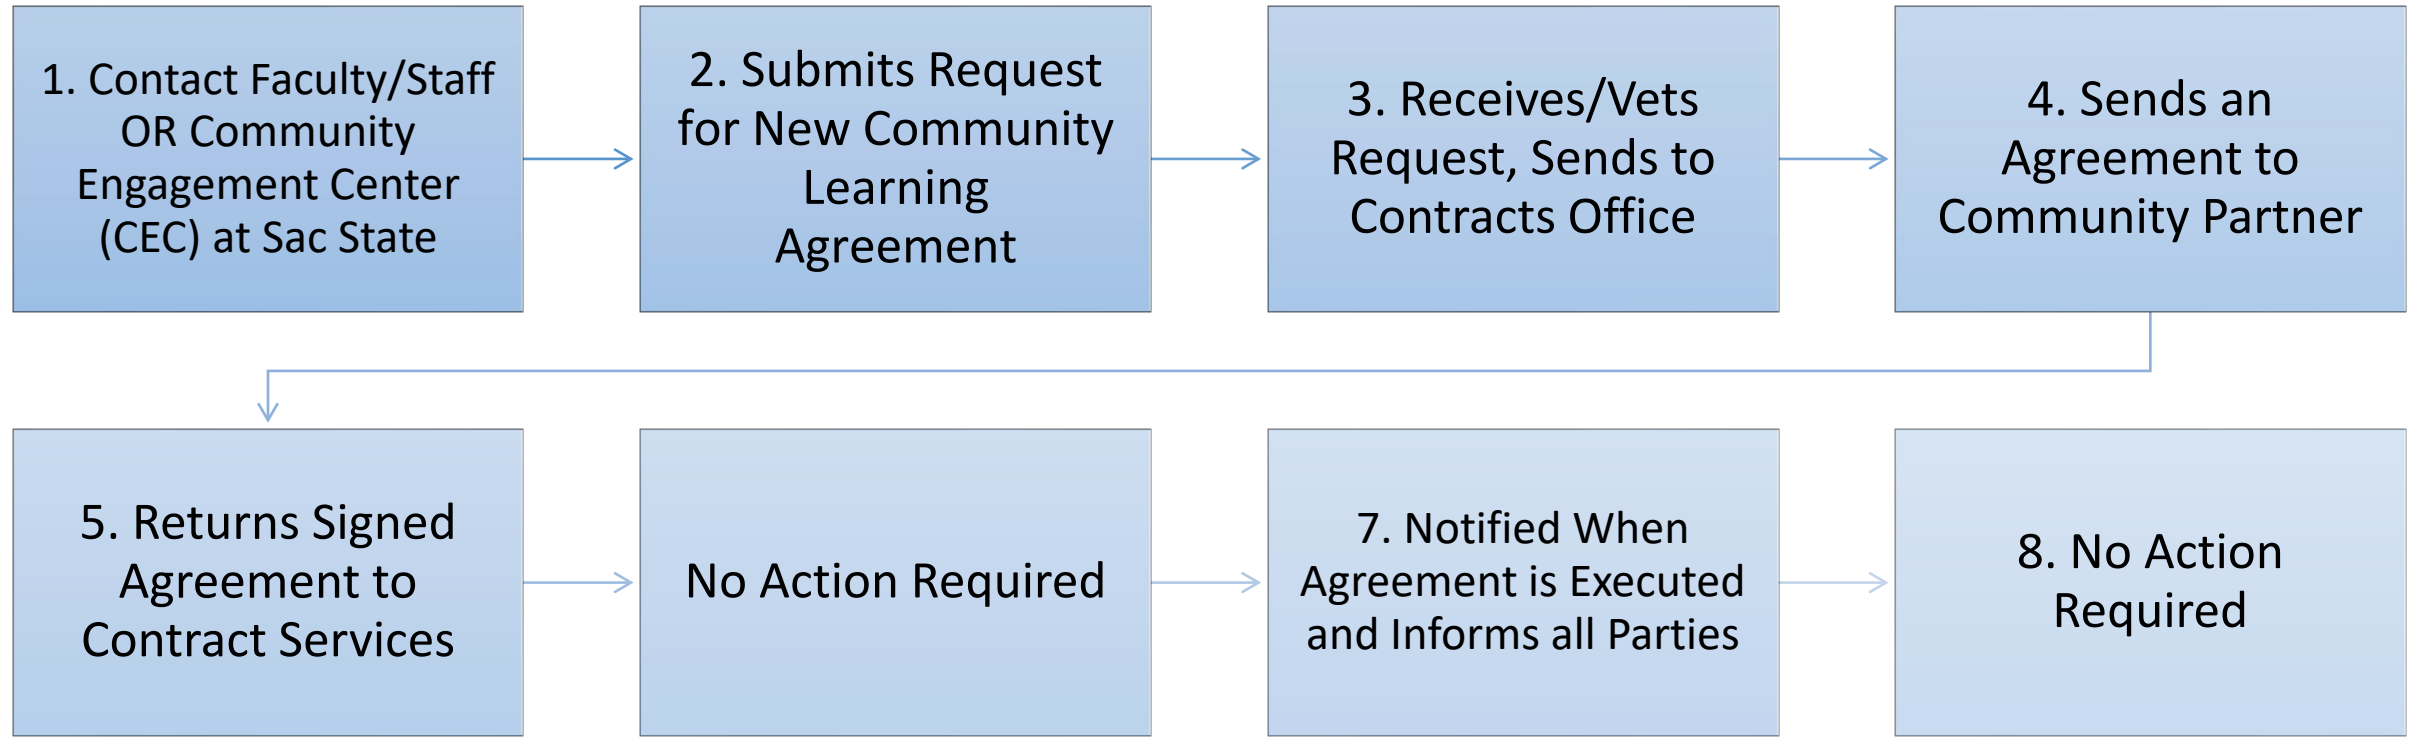 1. Contact Faculty/Staff
OR Community
Engagement Center
(CEC) at Sac State
2. Submits Request
for New Community
Learning
Agreement
3. Receives/Vets
Request, Sends to
Contracts Office
4. Sends an
Agreement to
Community Partner
5. Returns Signed
Agreement to
Contract Services
No Action Required
7. Notified When
Agreement is Executed
and Informs all Parties
8. No Action
Required